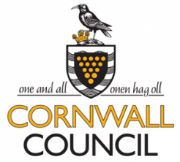 one and all onen hag oll
CORNWALL
COUNCIL